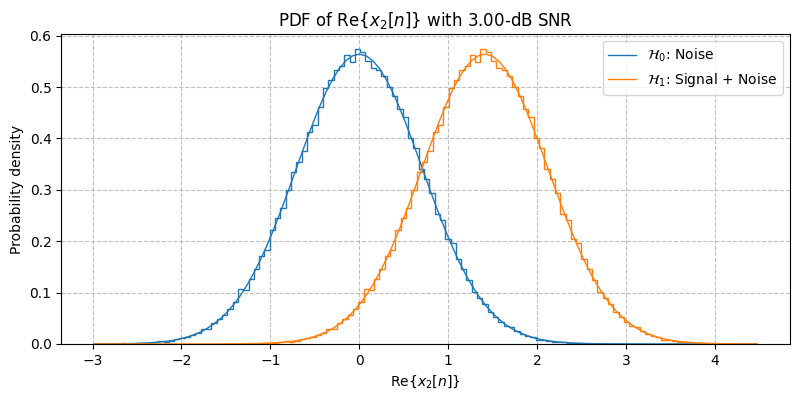 PDF of Re{x₂[n]} with 3.00-dB SNR
Probability density
0.6
0.5
0.4
0.3
0.2
0.1
0.0
ℋ₀: Noise
ℋ₁: Signal + Noise
−3 −2 −1 0 1 2 3 4
Re{x₂[n]}